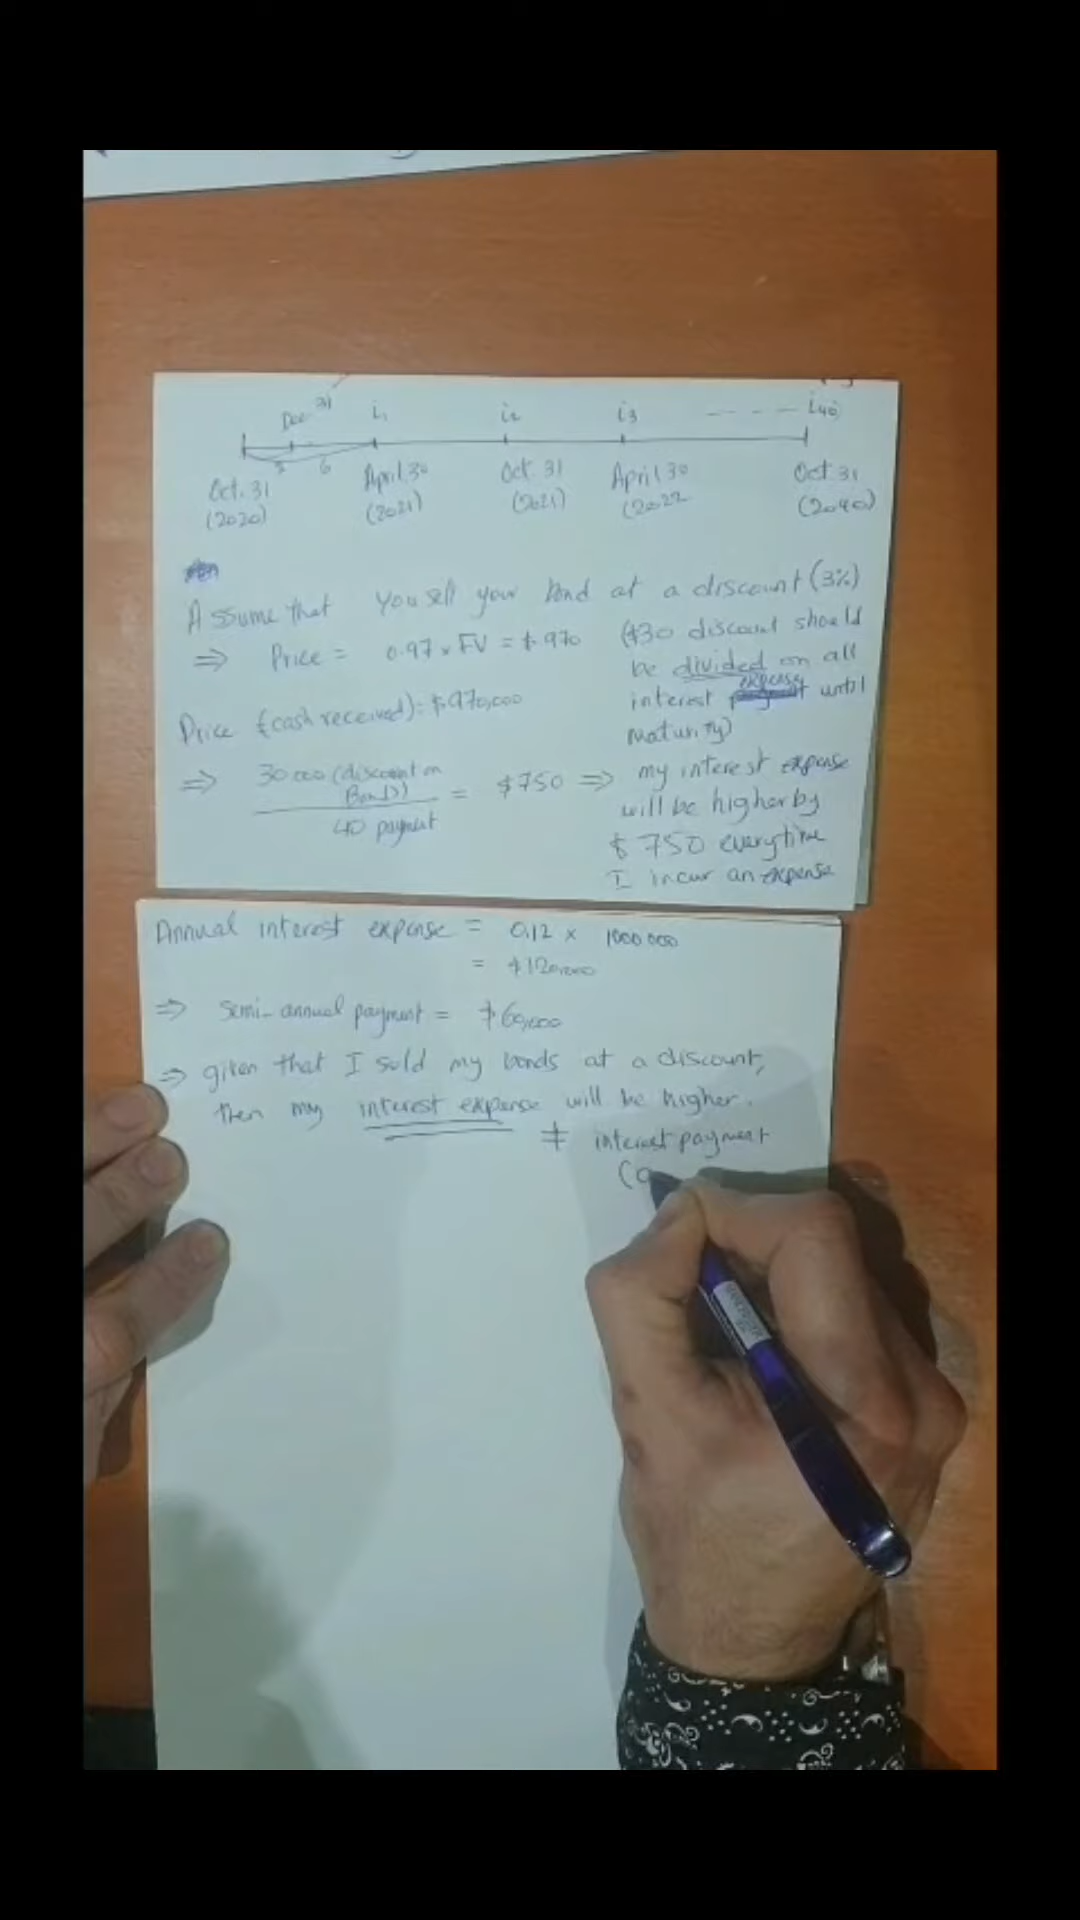 Dec 31 i1 i2 i3 - - - - i40
2 6
Oct. 31 April 30 Oct 31 April 30 Oct 31
(2020) (2021) (2021) (2022 (2040)
Assume that you sell your bond at a discount (3%)
⇒ Price = 0.97 x FV = $ 970
($30 discount should
be divided on all
interest expense until
maturity)
Price (cash received): $970,000
⇒ 30000 (discount on
Bonds)
40 payment
= $750 ⇒ my interest expense
will be higher by
$ 750 everytime
I incur an expense
Annual interest expense = 0.12 x 1000 000
= $120,000
⇒ Semi-annual payment = $60,000
⇒ given that I sold my bonds at a discount,
then my interest expense will be higher.
≠ interest payment
(